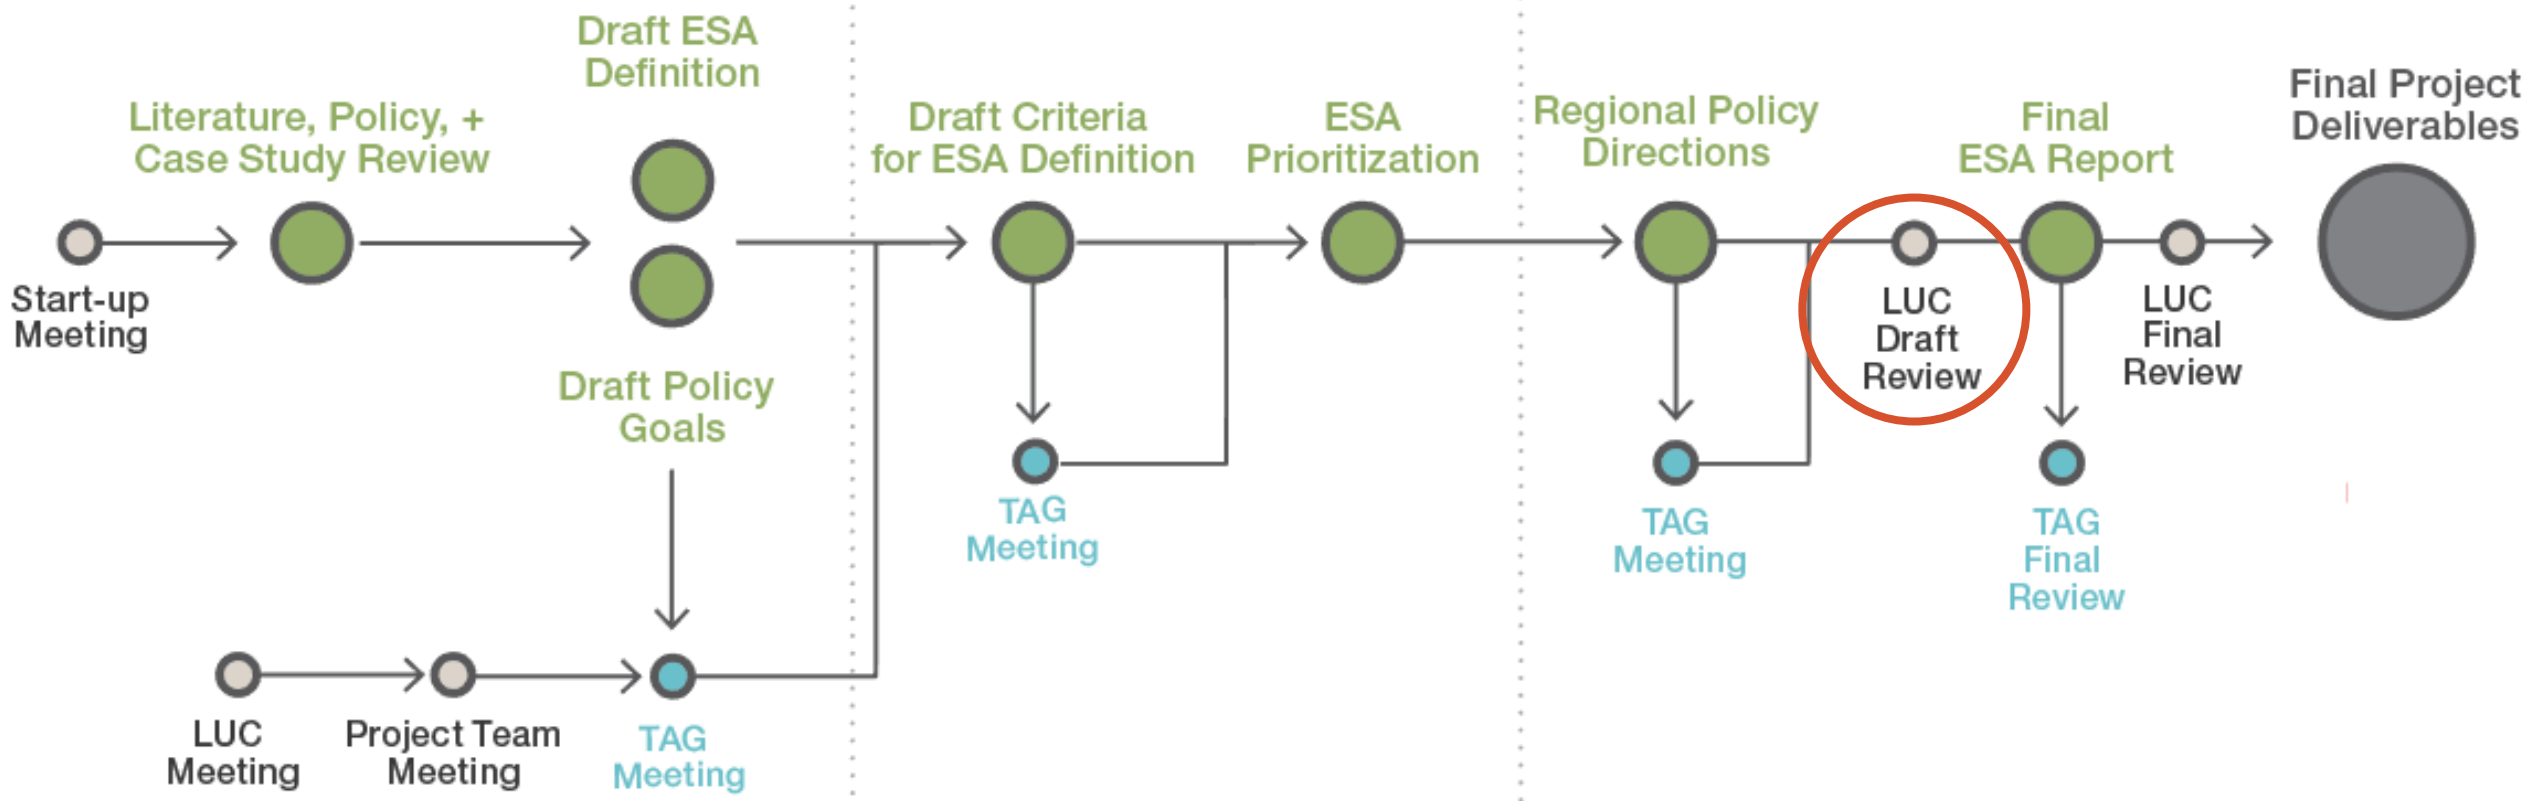 Draft ESA
Definition
Literature, Policy, +
Case Study Review
Start-up
Meeting
Draft Policy
Goals
LUC
Meeting
Project Team
Meeting
TAG
Meeting
Draft Criteria
for ESA Definition
ESA
Prioritization
TAG
Meeting
Regional Policy
Directions
Final
ESA Report
Final Project
Deliverables
LUC
Draft
Review
LUC
Final
Review
TAG
Meeting
TAG
Final
Review